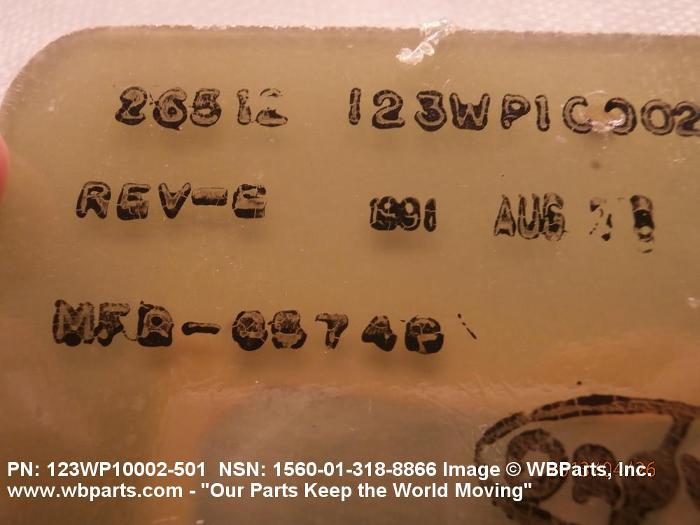 26512 123WP10002
REV-E 1991 AUG
MFR-
PN: 123WP10002-501 NSN: 1560-01-318-8866 Image © WBParts, Inc.
www.wbparts.com - "Our Parts Keep the World Moving"